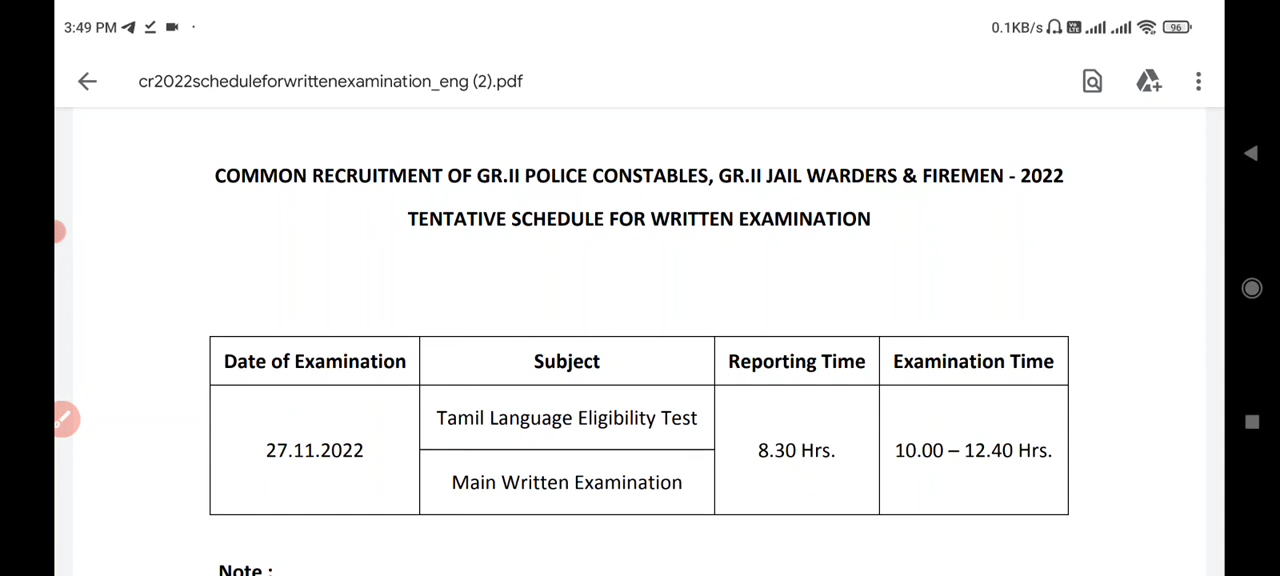 3:49 PM
0.1KB/s
96
cr2022scheduleforwrittenexamination_eng (2).pdf
COMMON RECRUITMENT OF GR.II POLICE CONSTABLES, GR.II JAIL WARDERS & FIREMEN - 2022
TENTATIVE SCHEDULE FOR WRITTEN EXAMINATION
Date of Examination Subject Reporting Time Examination Time
Tamil Language Eligibility Test
27.11.2022 8.30 Hrs. 10.00 – 12.40 Hrs.
Main Written Examination
Note :